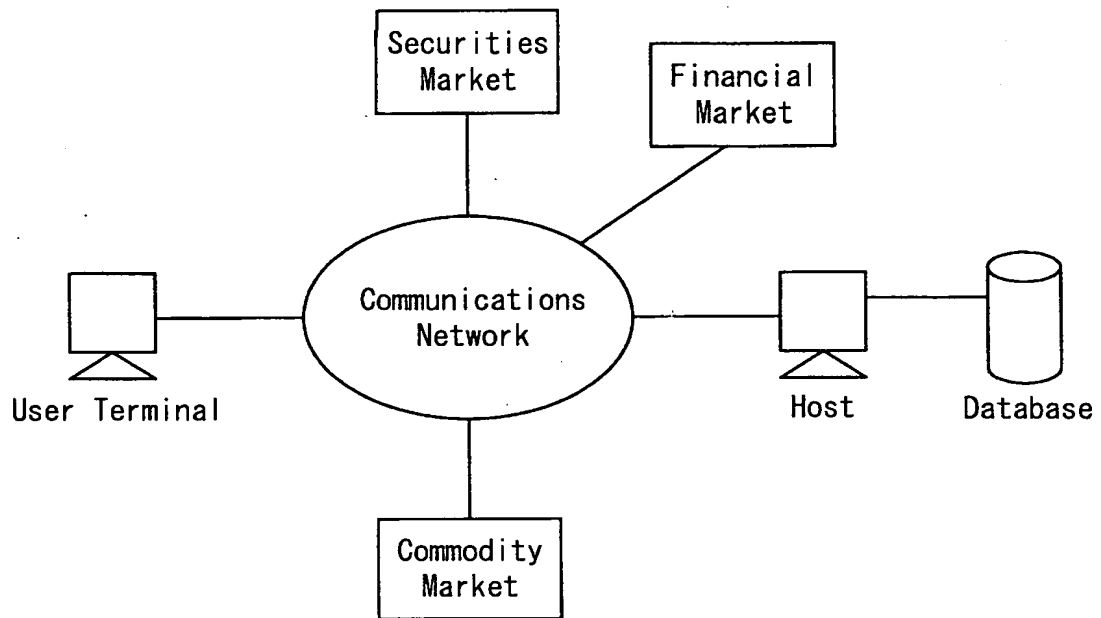 Securities
Market
Financial
Market
Communications
Network
User Terminal
Host
Database
Commodity
Market